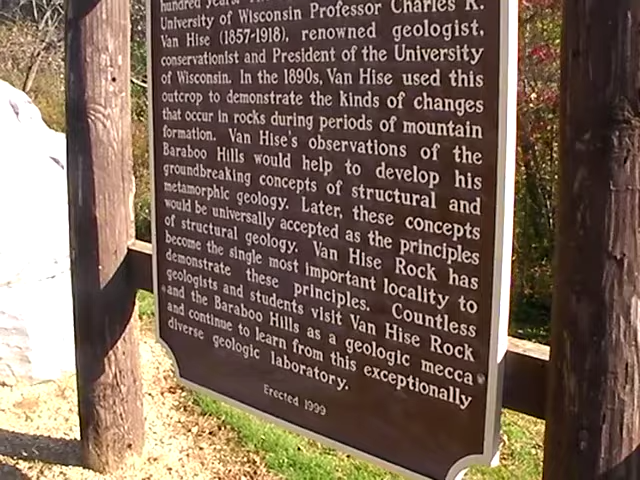 hundred years.
University of Wisconsin Professor Charles R.
Van Hise (1857-1918), renowned geologist,
conservationist and President of the University
of Wisconsin. In the 1890s, Van Hise used this
outcrop to demonstrate the kinds of changes
that occur in rocks during periods of mountain
formation. Van Hise's observations of the
Baraboo Hills would help to develop his
groundbreaking concepts of structural and
metamorphic geology. Later, these concepts
would be universally accepted as the principles
of structural geology. Van Hise Rock has
become the single most important locality to
demonstrate these principles. Countless
geologists and students visit Van Hise Rock
and the Baraboo Hills as a geologic mecca
and continue to learn from this exceptionally
diverse geologic laboratory.
Erected 1999